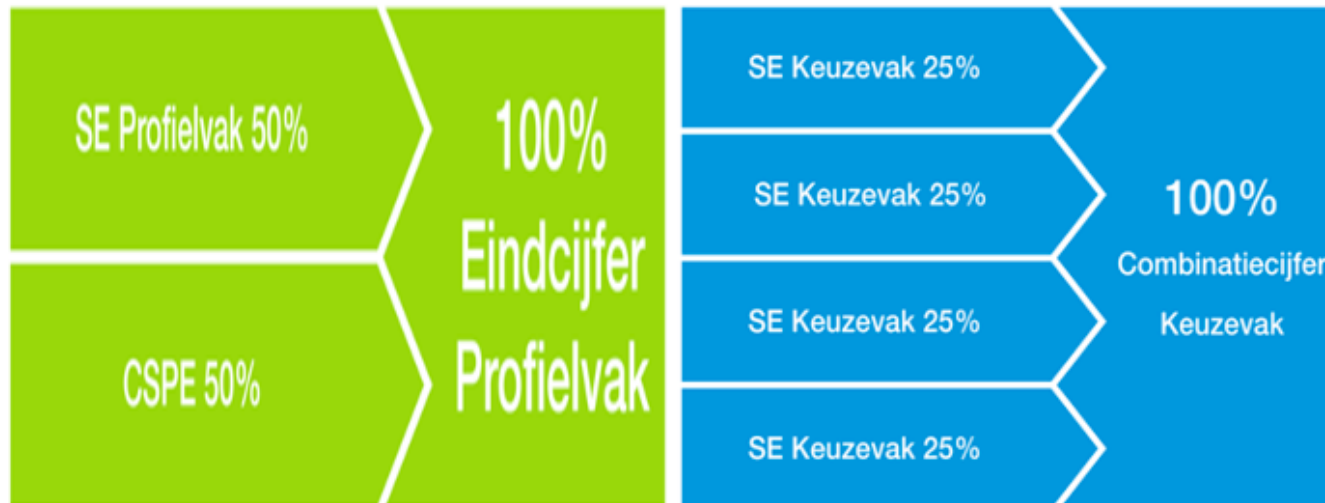 SE Profielvak 50%
CSPE 50%
100%
Eindcijfer
Profielvak
SE Keuzevak 25%
SE Keuzevak 25%
SE Keuzevak 25%
SE Keuzevak 25%
100%
Combinatiecijfer
Keuzevak